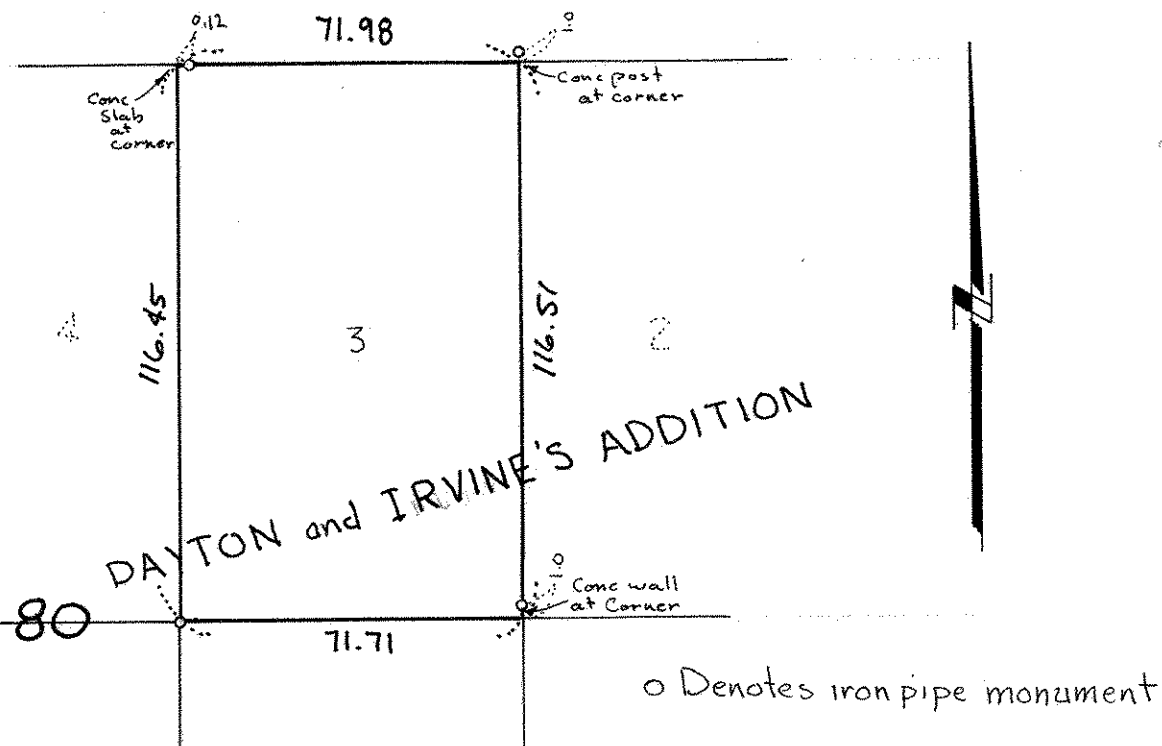 0.12
71.98
Conc
Slab
at
corner
Conc post
at corner
116.45
116.51
4
3
2
DAYTON and IRVINE'S ADDITION
Conc wall
at Corner
80
71.71
o Denotes iron pipe monument